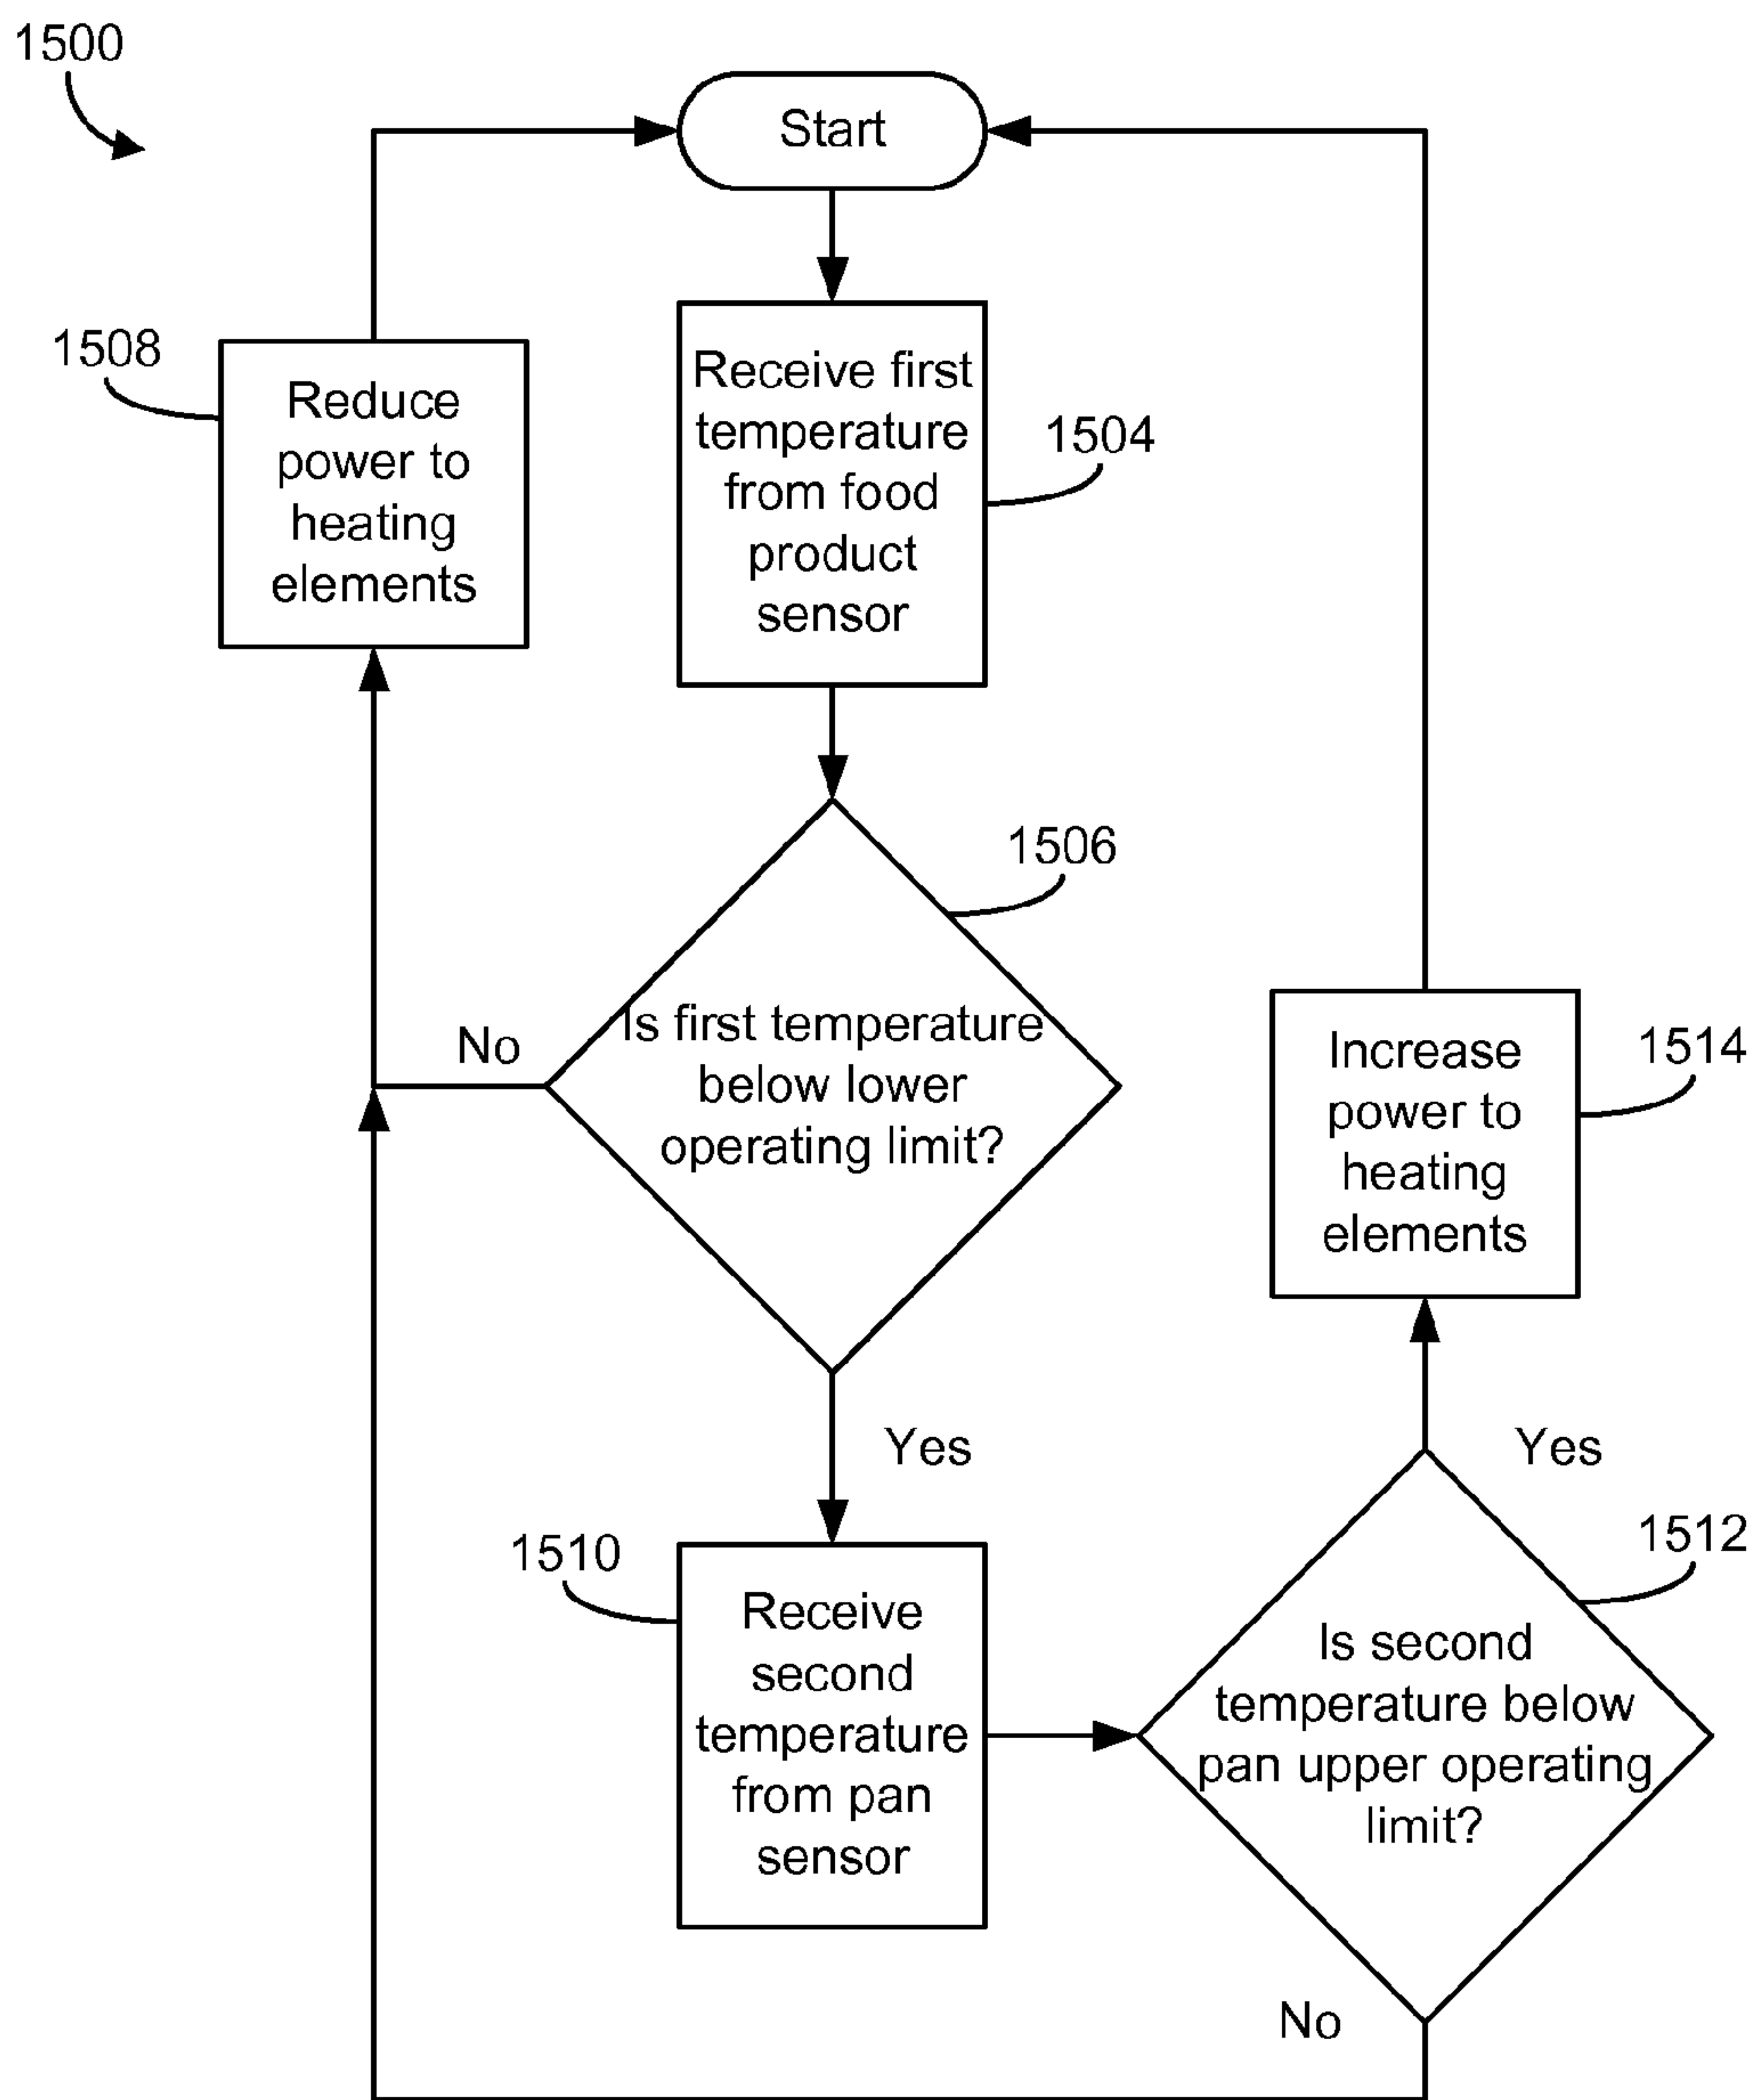 1500
Start
1508
Reduce
power to
heating
elements
Receive first
temperature
from food
product
sensor
1504
1506
Is first temperature
below lower
operating limit?
No
Yes
Increase
power to
heating
elements
1514
1510
Receive
second
temperature
from pan
sensor
Yes
1512
Is second
temperature below
pan upper operating
limit?
No